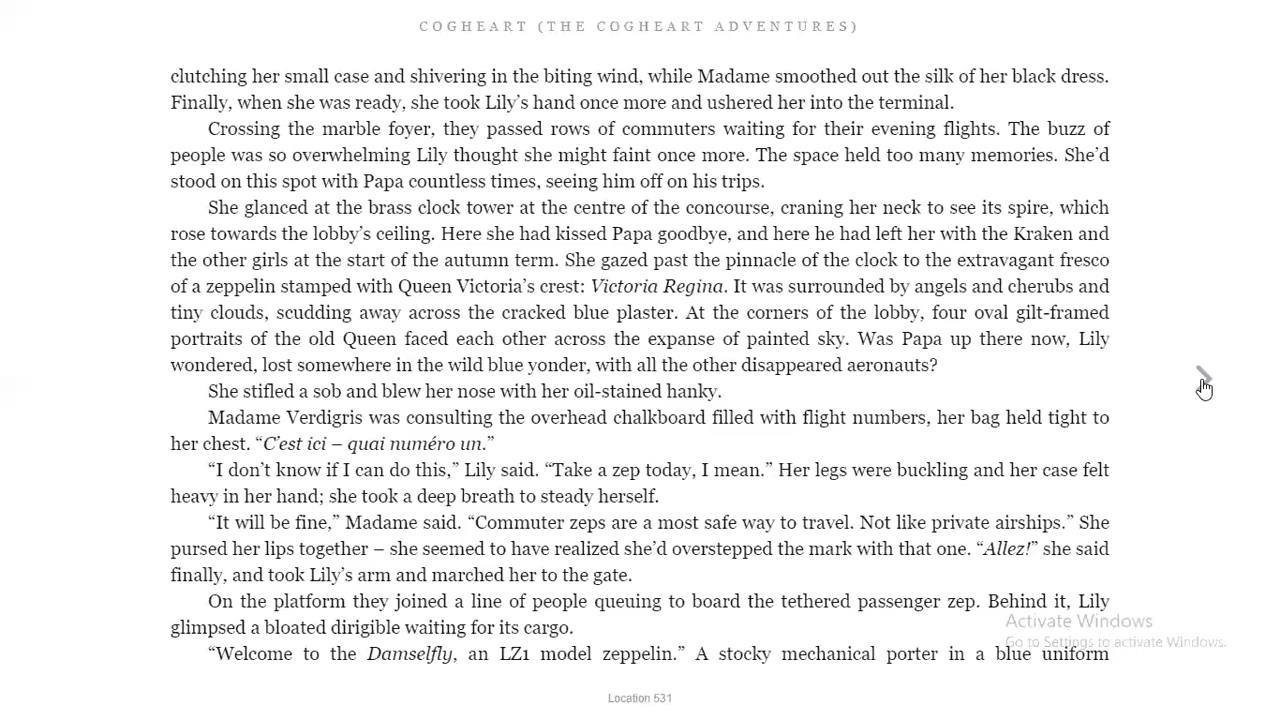 COGHEART (THE COGHEART ADVENTURES)
clutching her small case and shivering in the biting wind, while Madame smoothed out the silk of her black dress.
Finally, when she was ready, she took Lily’s hand once more and ushered her into the terminal.
Crossing the marble foyer, they passed rows of commuters waiting for their evening flights. The buzz of
people was so overwhelming Lily thought she might faint once more. The space held too many memories. She’d
stood on this spot with Papa countless times, seeing him off on his trips.
She glanced at the brass clock tower at the centre of the concourse, craning her neck to see its spire, which
rose towards the lobby’s ceiling. Here she had kissed Papa goodbye, and here he had left her with the Kraken and
the other girls at the start of the autumn term. She gazed past the pinnacle of the clock to the extravagant fresco
of a zeppelin stamped with Queen Victoria’s crest: Victoria Regina. It was surrounded by angels and cherubs and
tiny clouds, scudding away across the cracked blue plaster. At the corners of the lobby, four oval gilt-framed
portraits of the old Queen faced each other across the expanse of painted sky. Was Papa up there now, Lily
wondered, lost somewhere in the wild blue yonder, with all the other disappeared aeronauts?
She stifled a sob and blew her nose with her oil-stained hanky.
Madame Verdigris was consulting the overhead chalkboard filled with flight numbers, her bag held tight to
her chest. “C’est ici – quai numéro un.”
“I don’t know if I can do this,” Lily said. “Take a zep today, I mean.” Her legs were buckling and her case felt
heavy in her hand; she took a deep breath to steady herself.
“It will be fine,” Madame said. “Commuter zeps are a most safe way to travel. Not like private airships.” She
pursed her lips together – she seemed to have realized she’d overstepped the mark with that one. “Allez!” she said
finally, and took Lily’s arm and marched her to the gate.
On the platform they joined a line of people queuing to board the tethered passenger zep. Behind it, Lily
glimpsed a bloated dirigible waiting for its cargo.
“Welcome to the Damselfly, an LZ1 model zeppelin.” A stocky mechanical porter in a blue uniform
Activate Windows
Go to Settings to activate Windows.
Location 531